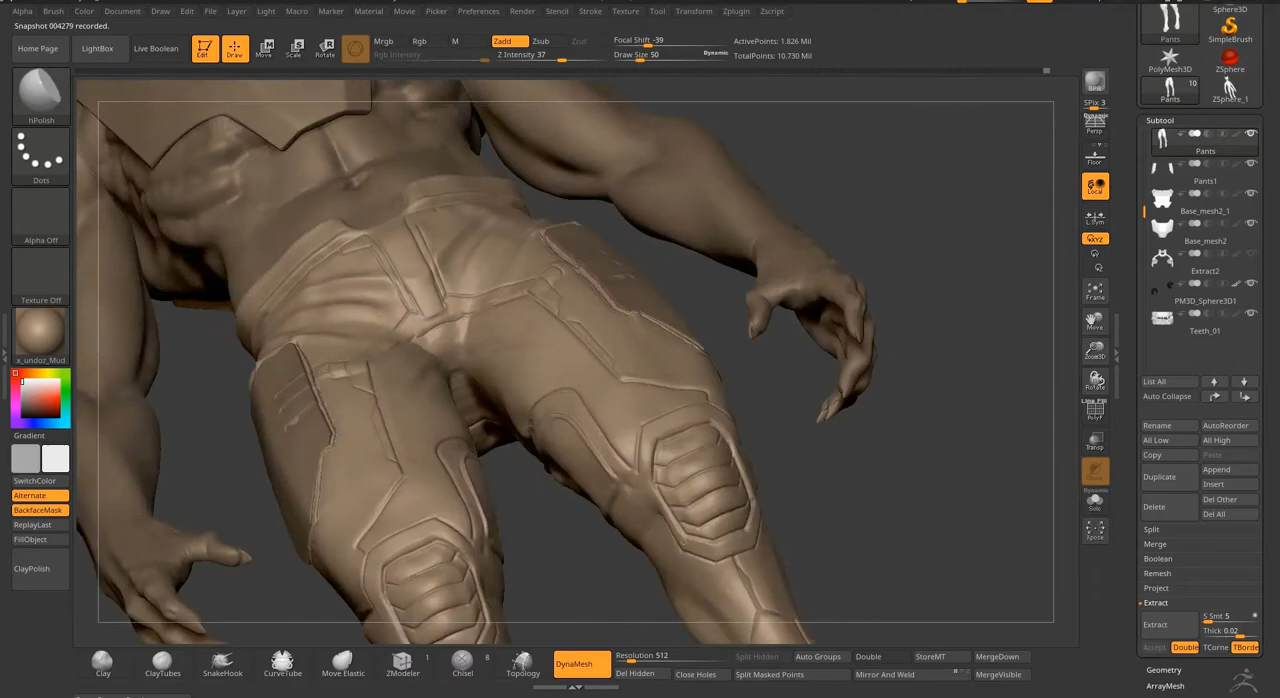 Alpha Brush Color Document Draw Edit File Layer Light Macro Marker Material Movie Picker Preferences Render Stencil Stroke Texture Tool Transform Zplugin Zscript
Snapshot 004279 recorded.
Home Page LightBox Live Boolean Edit Draw Move Scale Rotate
Mrgb Rgb M Zadd Zsub Zcut
Rgb Intensity Z Intensity 37
Focal Shift -39
Draw Size 50 Dynamic
ActivePoints: 1.826 Mil
TotalPoints: 10.730 Mil
hPolish
Dots
Alpha Off
Texture Off
x_undoz_Mud
Gradient
SwitchColor
Alternate
BackfaceMask
ReplayLast
FillObject
ClayPolish
BPR
SPix 3
Dynamic
Persp
Floor
Local
L.Sym
XYZ
Frame
Move
Zoom3D
Rotate
Line Fill
PolyF
Transp
Dynamic
Solo
Xpose
Sphere3D
Pants SimpleBrush
PolyMesh3D ZSphere
10
Pants ZSphere_1
Subtool
Pants
Pants1
Base_mesh2_1
Base_mesh2
Extract2
PM3D_Sphere3D1
Teeth_01
List All
Auto Collapse
Rename AutoReorder
All Low All High
Copy Paste
Duplicate Append
Insert
Delete Del Other
Del All
Split
Merge
Boolean
Remesh
Project
Extract
Extract S Smt 5
Thick 0.02
Accept Double TCorne TBorde
Geometry
ArrayMesh
Clay ClayTubes SnakeHook CurveTube Move Elastic ZModeler 1 Chisel 8 Topology
DynaMesh
Resolution 512 Split Hidden Auto Groups Double StoreMT MergeDown
Del Hidden Close Holes Split Masked Points Mirror And Weld MergeVisible